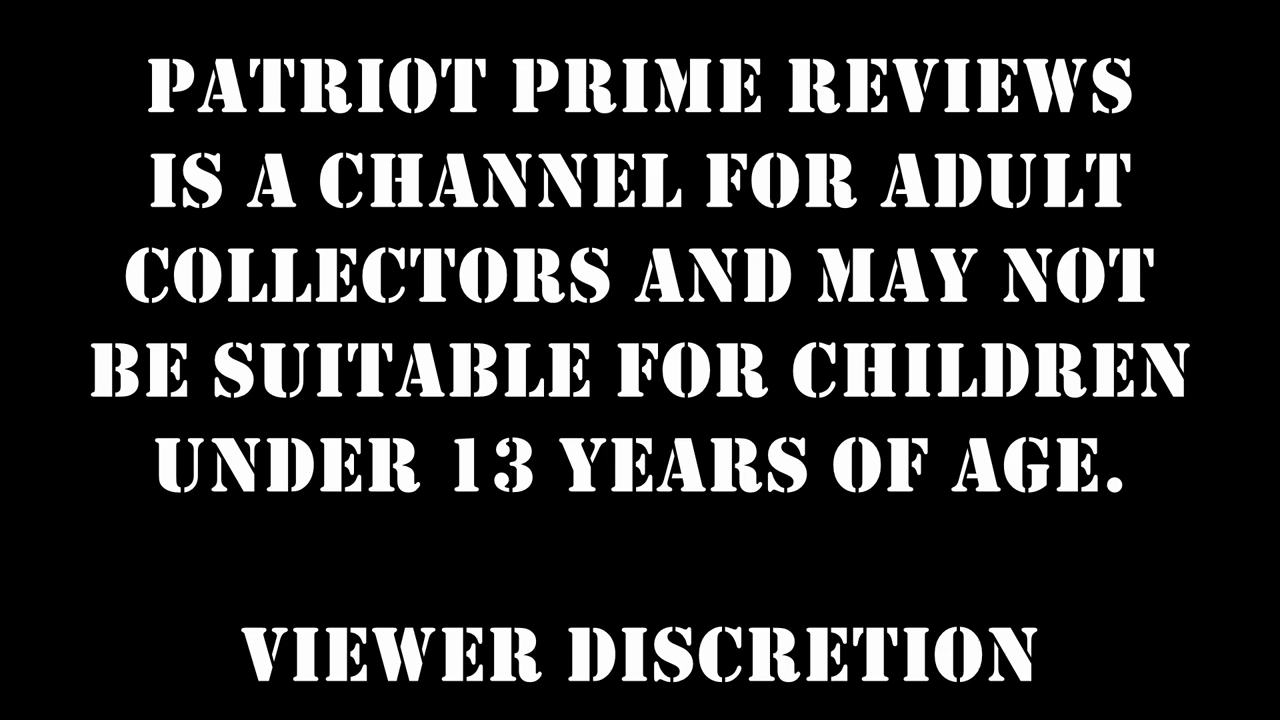 PATRIOT PRIME REVIEWS
IS A CHANNEL FOR ADULT
COLLECTORS AND MAY NOT
BE SUITABLE FOR CHILDREN
UNDER 13 YEARS OF AGE.
VIEWER DISCRETION